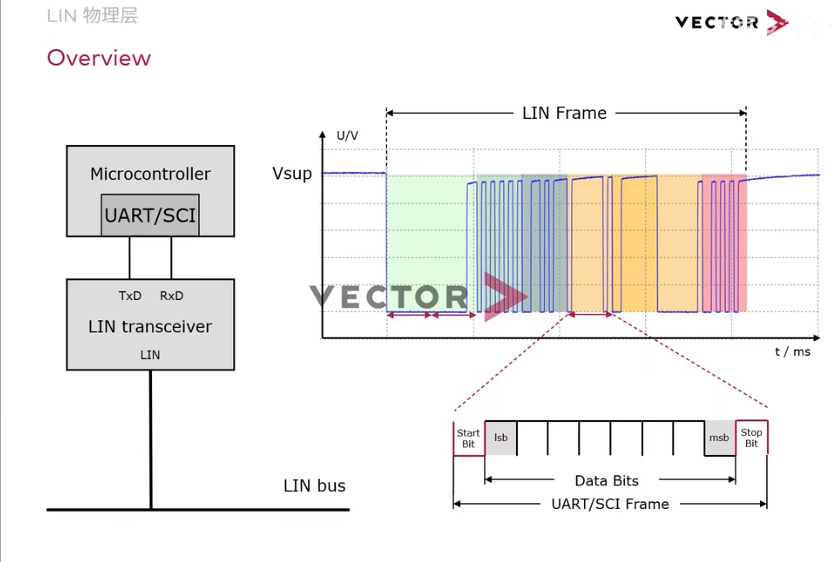 LIN 物理层
VECTOR
Overview
LIN Frame
U/V
Vsup
Microcontroller
UART/SCI
TxD RxD
LIN transceiver
LIN
VECTOR
t / ms
Start
Bit
lsb
msb
Stop
Bit
Data Bits
UART/SCI Frame
LIN bus